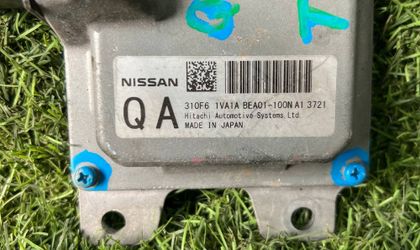 NISSAN
QA
310F6 1VA1A BEA01-100N A1 3721
Hitachi Automotive Systems, Ltd.
MADE IN JAPAN